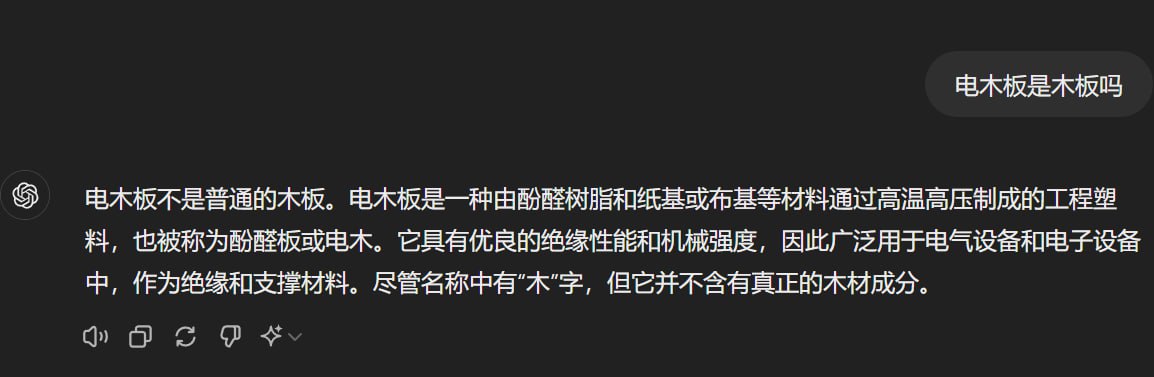 电木板是木板吗
电木板不是普通的木板。电木板是一种由酚醛树脂和纸基或布基等材料通过高温高压制成的工程塑
料，也被称为酚醛板或电木。它具有优良的绝缘性能和机械强度，因此广泛用于电气设备和电子设备
中，作为绝缘和支撑材料。尽管名称中有“木”字，但它并不含有真正的木材成分。